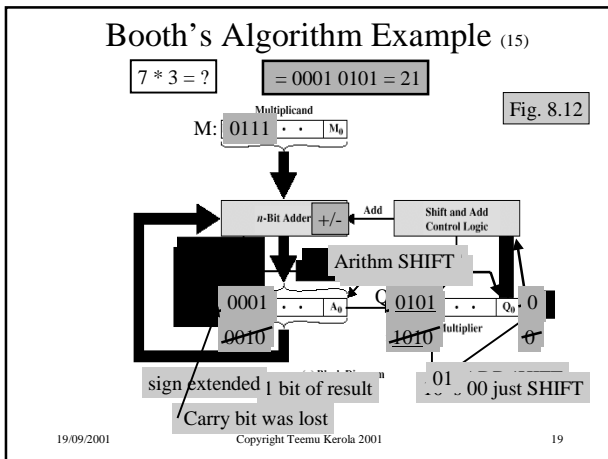 Booth's Algorithm Example (15)
7 * 3 = ?
= 0001 0101 = 21
Fig. 8.12
Multiplicand
M: 0111 · · M0
n-Bit Adder +/- Add Shift and Add
Control Logic
Arithm SHIFT
0001 · · A0 Q 0101 · · Q0 0
0010 1010 Multiplier 0
sign extended 1 bit of result 01 00 just SHIFT
Carry bit was lost
19/09/2001 Copyright Teemu Kerola 2001 19